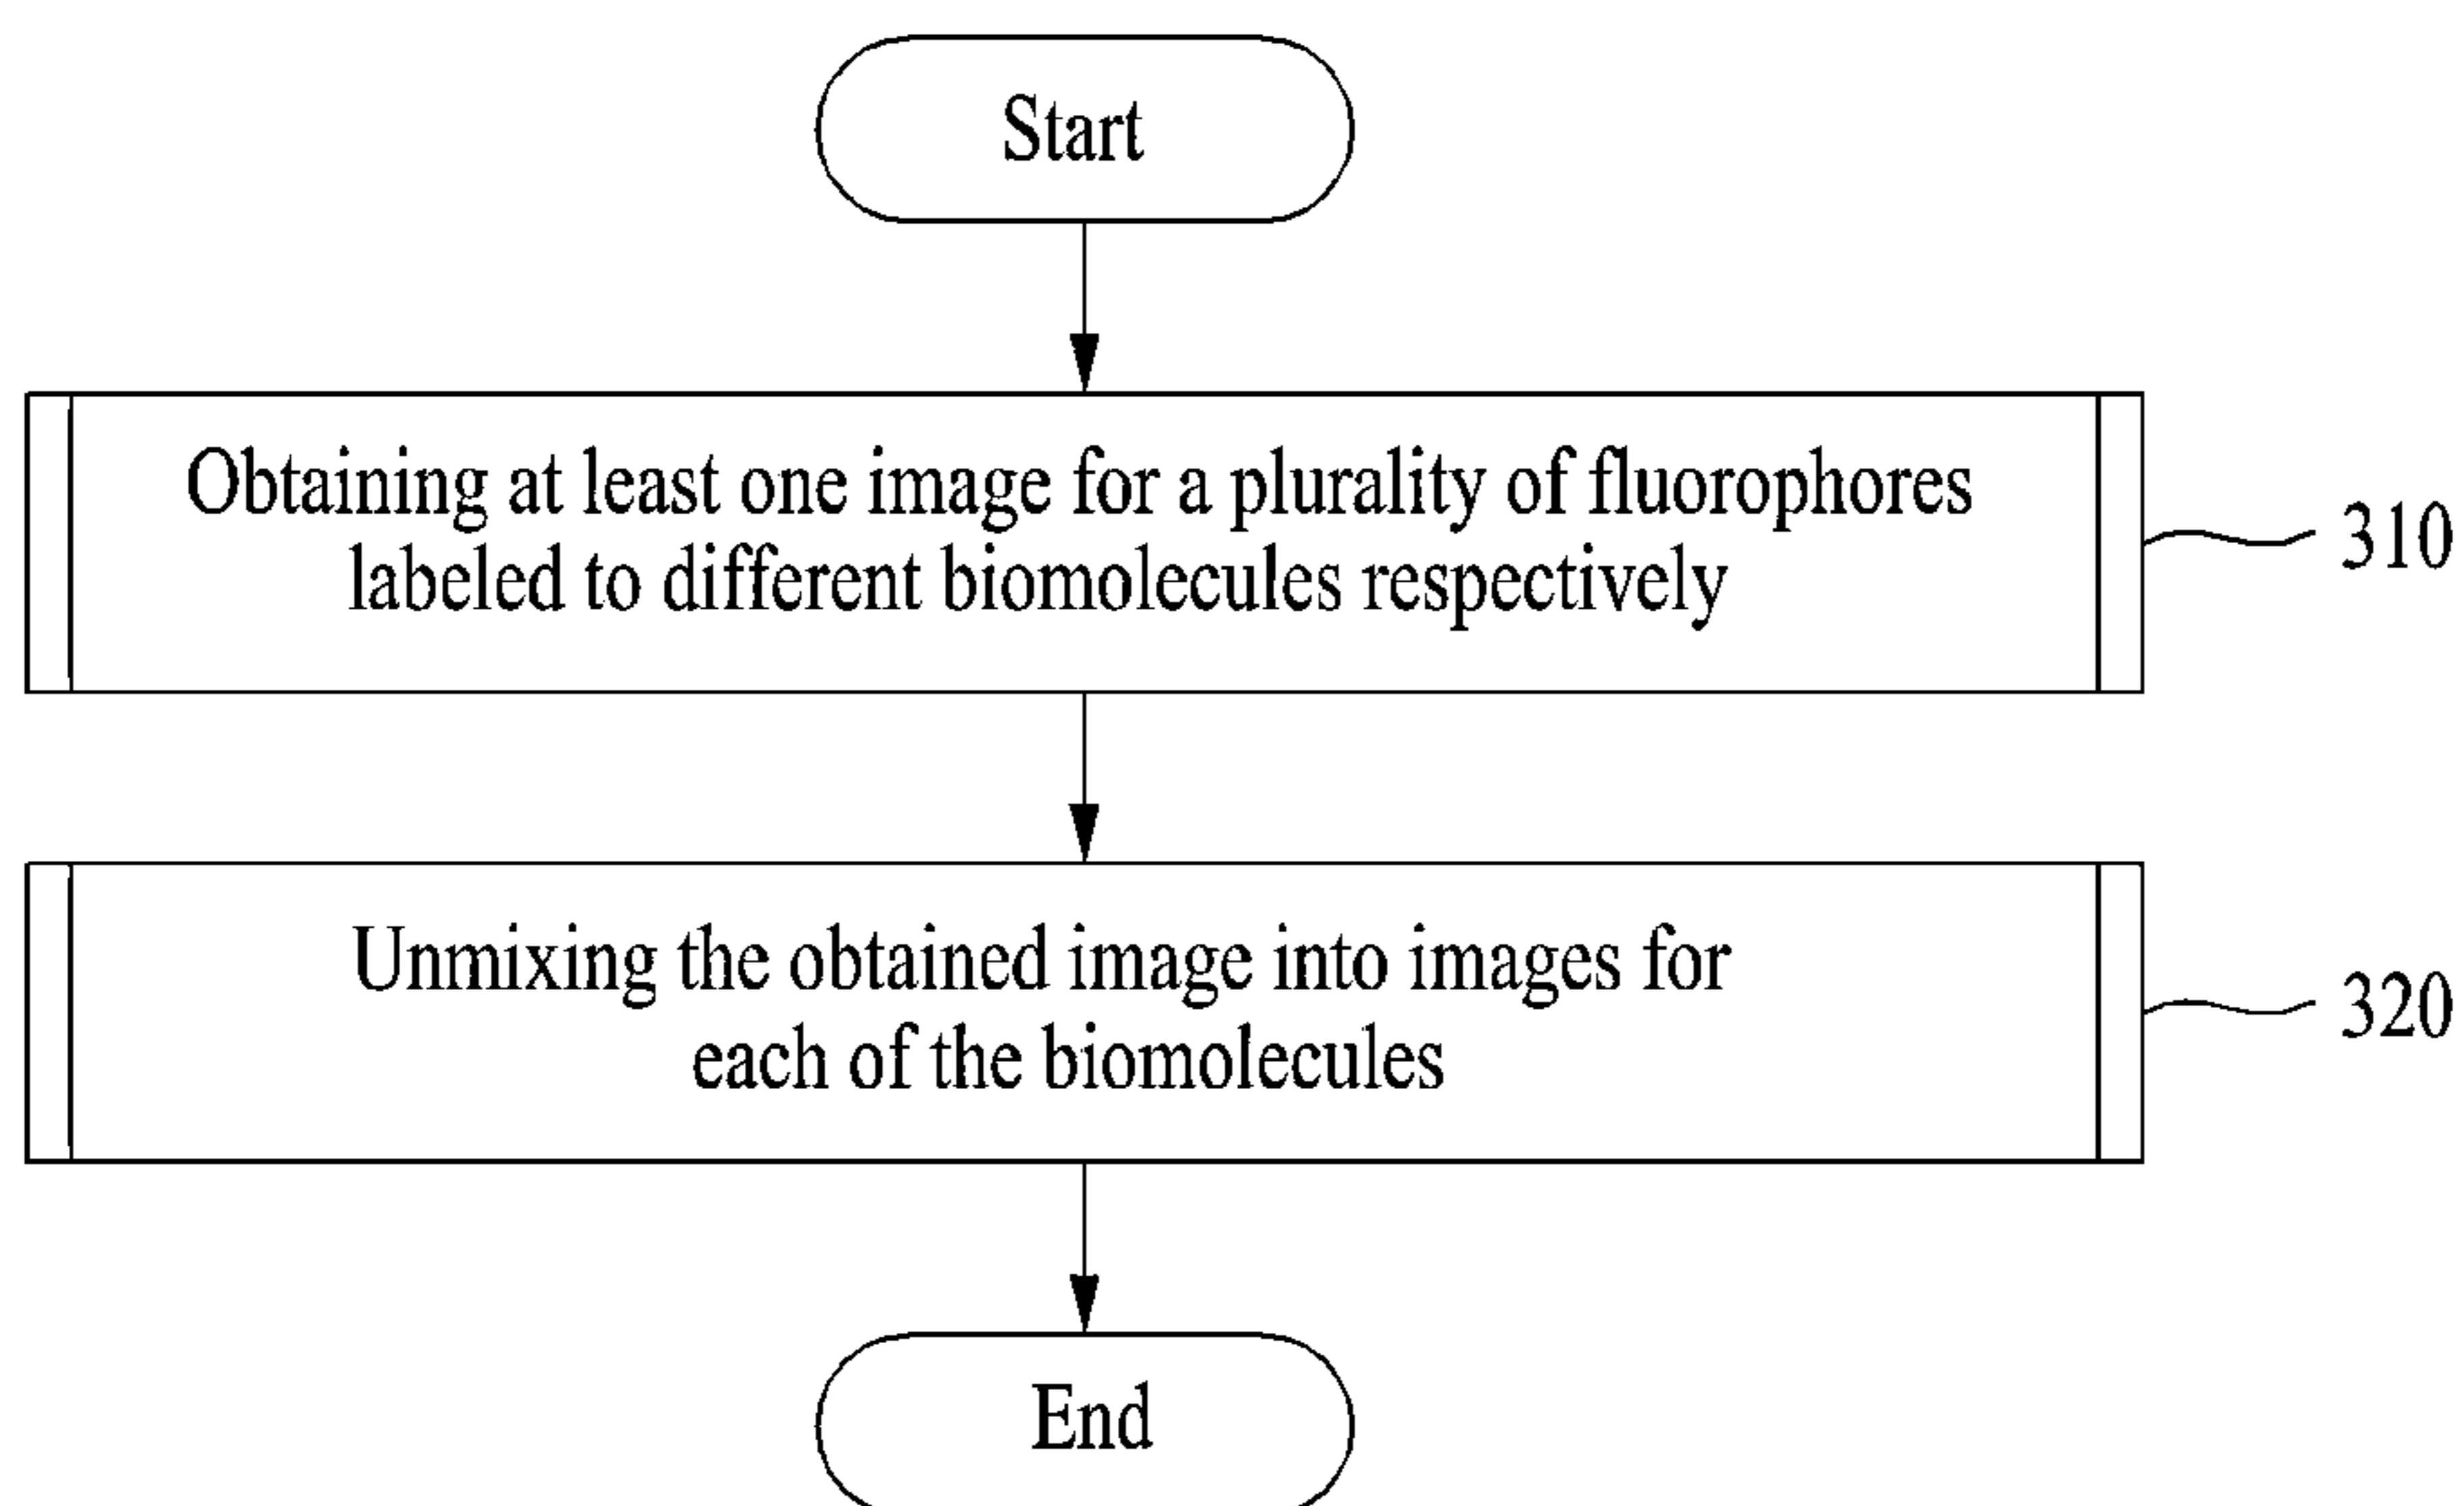 Start
Obtaining at least one image for a plurality of fluorophores
labeled to different biomolecules respectively
310
Unmixing the obtained image into images for
each of the biomolecules
320
End